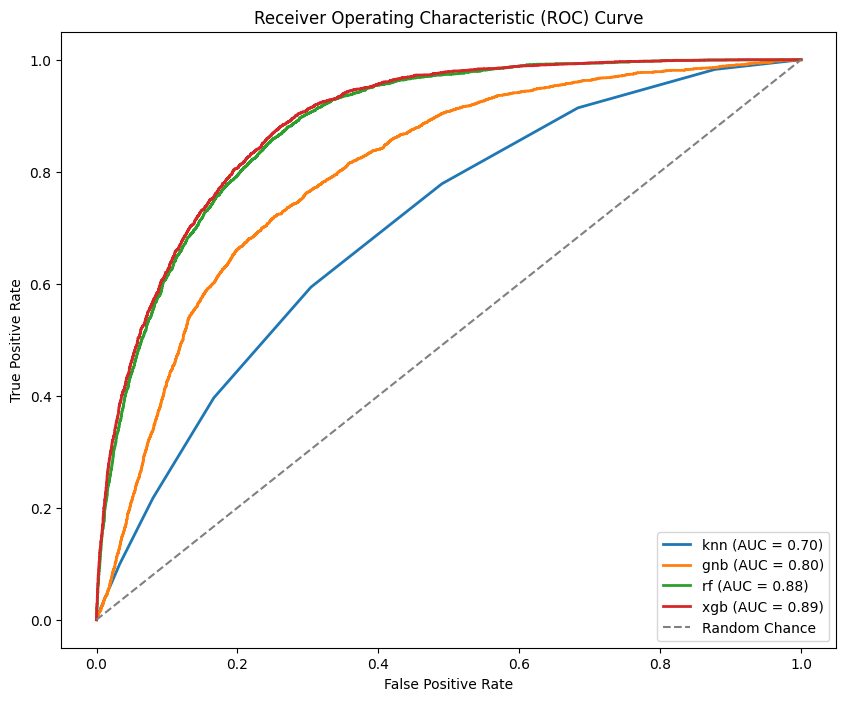 Receiver Operating Characteristic (ROC) Curve
1.0
0.8
0.6
0.4
0.2
0.0
True Positive Rate
0.0 0.2 0.4 0.6 0.8 1.0
False Positive Rate
knn (AUC = 0.70)
gnb (AUC = 0.80)
rf (AUC = 0.88)
xgb (AUC = 0.89)
Random Chance